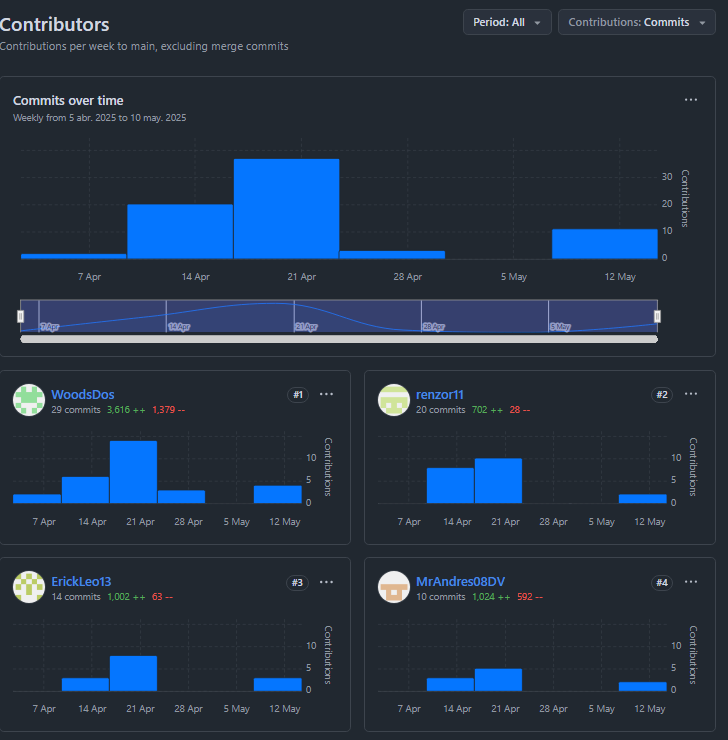 Contributors
Period: All
Contributions: Commits
Contributions per week to main, excluding merge commits
Commits over time
Weekly from 5 abr. 2025 to 10 may. 2025
30
20
10
0
Contributions
7 Apr 14 Apr 21 Apr 28 Apr 5 May 12 May
7 Apr 14 Apr 21 Apr 28 Apr 5 May
WoodsDos #1
29 commits 3,616 ++ 1,379 --
10
5
0
Contributions
7 Apr 14 Apr 21 Apr 28 Apr 5 May 12 May
renzor11 #2
20 commits 702 ++ 28 --
10
5
0
Contributions
7 Apr 14 Apr 21 Apr 28 Apr 5 May 12 May
ErickLeo13 #3
14 commits 1,002 ++ 63 --
10
5
0
Contributions
7 Apr 14 Apr 21 Apr 28 Apr 5 May 12 May
MrAndres08DV #4
10 commits 1,024 ++ 592 --
10
5
0
Contributions
7 Apr 14 Apr 21 Apr 28 Apr 5 May 12 May